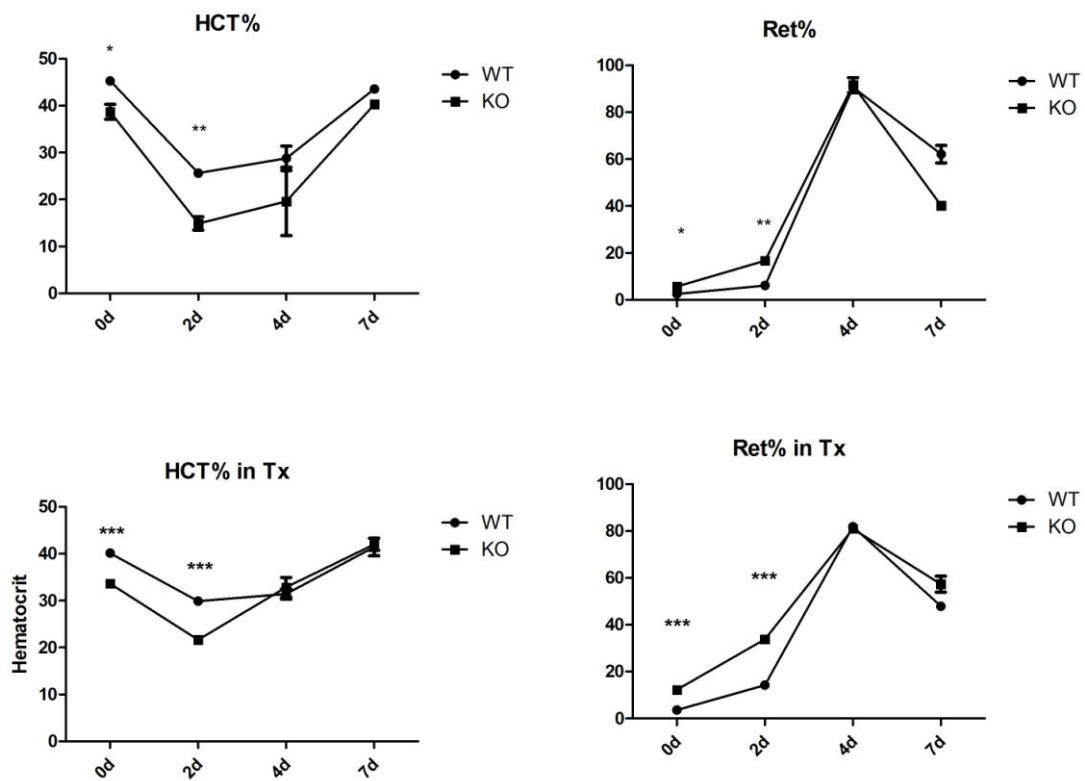 HCT%
50
40
30
20
10
0
*
**
0d
2d
4d
7d
WT
KO
Ret%
100
80
60
40
20
0
*
**
0d
2d
4d
7d
WT
KO
HCT% in Tx
Hematocrit
50
40
30
20
10
0
***
***
0d
2d
4d
7d
WT
KO
Ret% in Tx
100
80
60
40
20
0
***
***
0d
2d
4d
7d
WT
KO